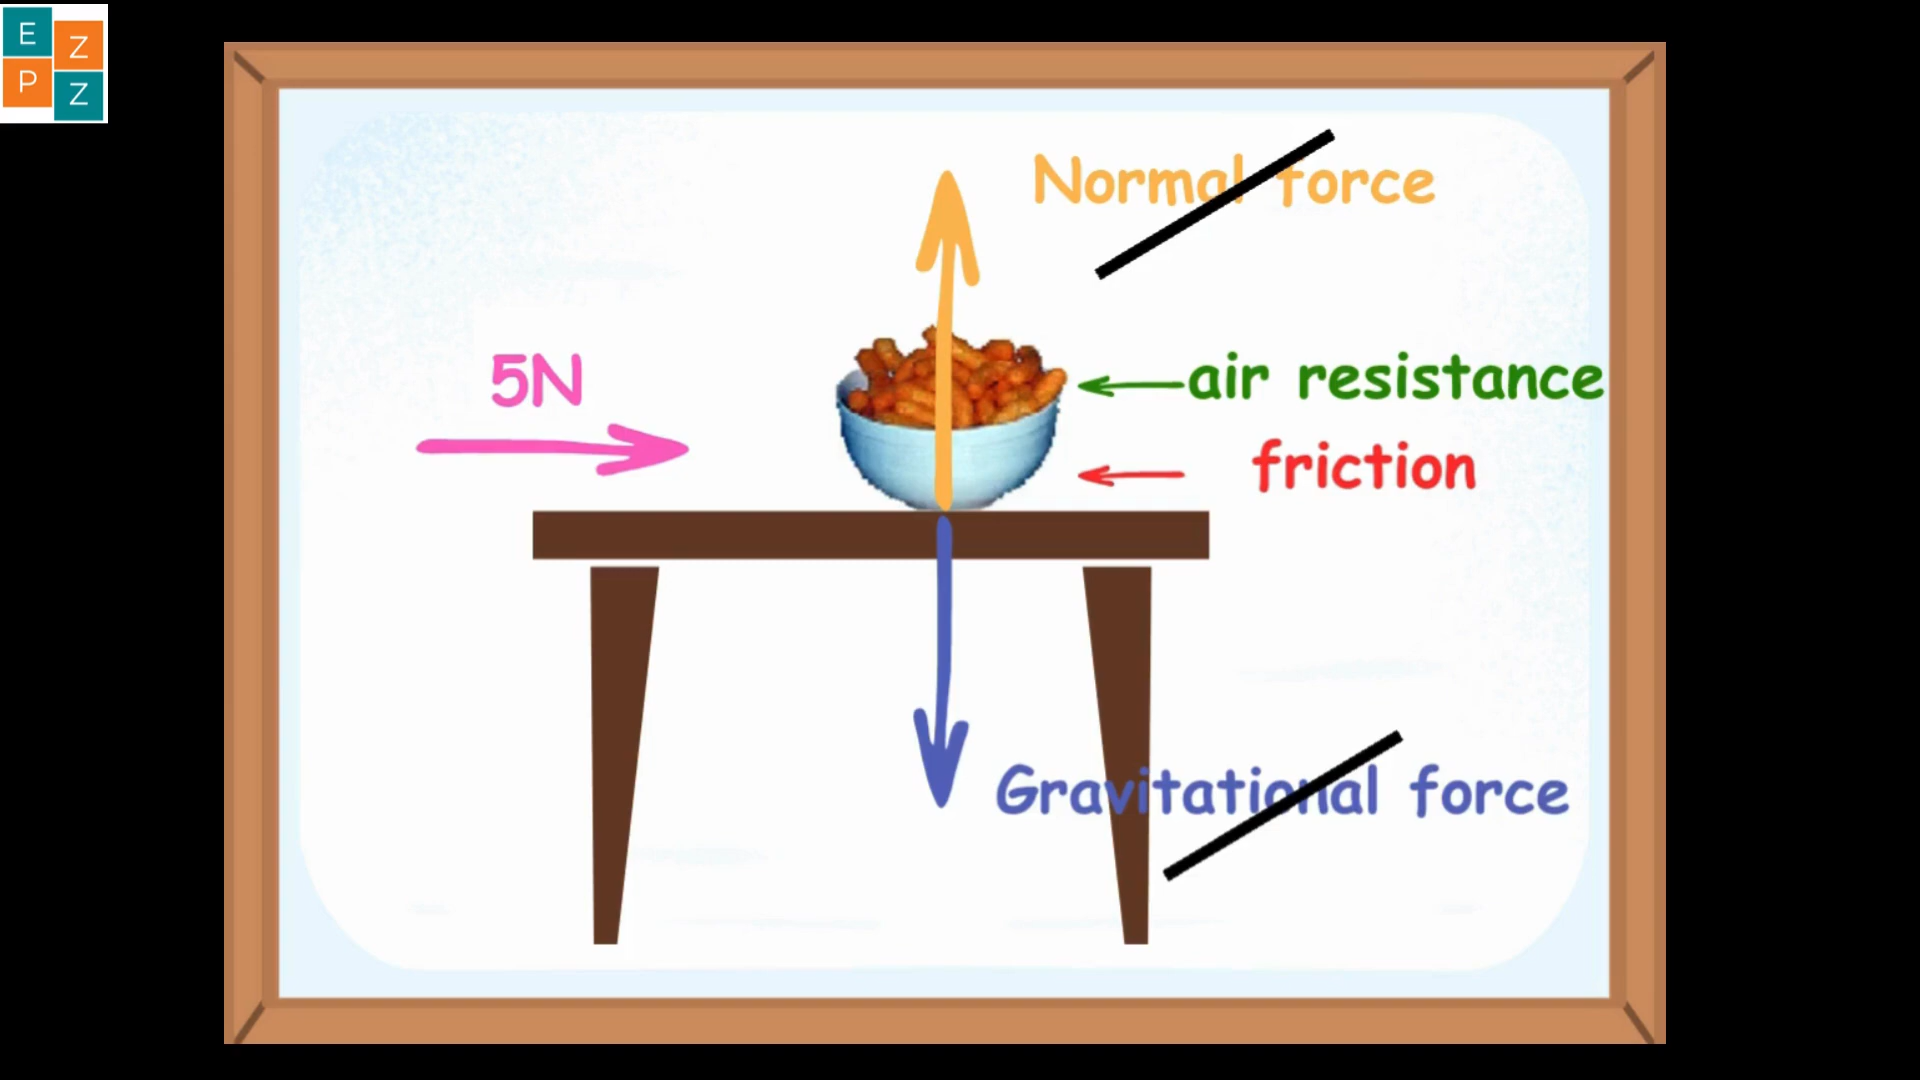 E Z
P Z
Normal force
5N
air resistance
friction
Gravitational force